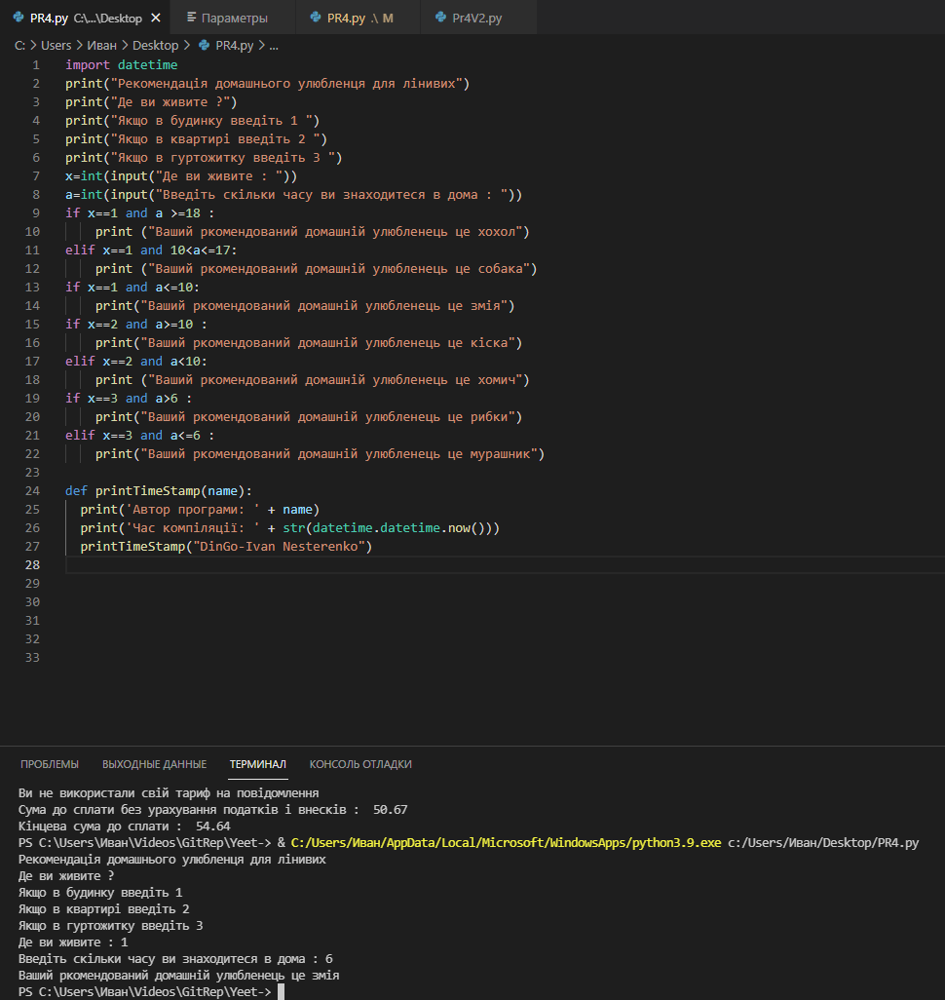 PR4.py C:\...\Desktop Параметры PR4.py .\ M Pr4V2.py
C: > Users > Иван > Desktop > PR4.py > ...
1 import datetime
2 print("Рекомендація домашнього улюбленця для лінивих")
3 print("Де ви живите ?")
4 print("Якщо в будинку введіть 1 ")
5 print("Якщо в квартирі введіть 2 ")
6 print("Якщо в гуртожитку введіть 3 ")
7 x=int(input("Де ви живите : "))
8 a=int(input("Введіть скільки часу ви знаходитеся в дома : "))
9 if x==1 and a >=18 :
10 print ("Ваший ркомендований домашній улюбленець це хохол")
11 elif x==1 and 10<a<=17:
12 print ("Ваший ркомендований домашній улюбленець це собака")
13 if x==1 and a<=10:
14 print("Ваший ркомендований домашній улюбленець це змія")
15 if x==2 and a>=10 :
16 print("Ваший ркомендований домашній улюбленець це кіска")
17 elif x==2 and a<10:
18 print ("Ваший ркомендований домашній улюбленець це хомич")
19 if x==3 and a>6 :
20 print("Ваший ркомендований домашній улюбленець це рибки")
21 elif x==3 and a<=6 :
22 print("Ваший ркомендований домашній улюбленець це мурашник")
23
24 def printTimeStamp(name):
25 print('Автор програми: ' + name)
26 print('Час компіляції: ' + str(datetime.datetime.now()))
27 printTimeStamp("DinGo-Ivan Nesterenko")
28
29
30
31
32
33
ПРОБЛЕМЫ ВЫХОДНЫЕ ДАННЫЕ ТЕРМИНАЛ КОНСОЛЬ ОТЛАДКИ
Ви не використали свій тариф на повідомлення
Сума до сплати без урахування податків і внесків :  50.67
Кінцева сума до сплати :  54.64
PS C:\Users\Иван\Videos\GitRep\Yeet-> & C:/Users/Иван/AppData/Local/Microsoft/WindowsApps/python3.9.exe c:/Users/Иван/Desktop/PR4.py
Рекомендація домашнього улюбленця для лінивих
Де ви живите ?
Якщо в будинку введіть 1
Якщо в квартирі введіть 2
Якщо в гуртожитку введіть 3
Де ви живите : 1
Введіть скільки часу ви знаходитеся в дома : 6
Ваший ркомендований домашній улюбленець це змія
PS C:\Users\Иван\Videos\GitRep\Yeet->